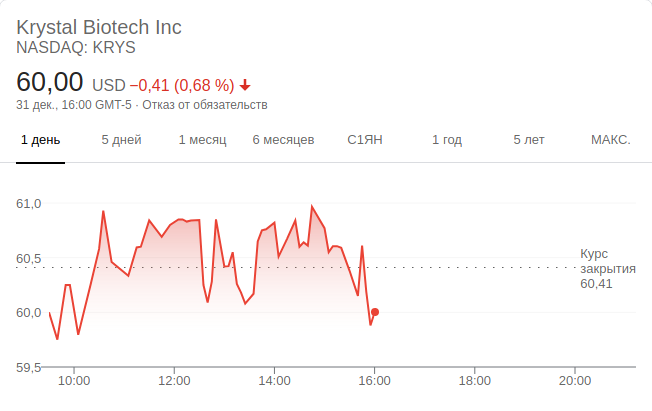 Krystal Biotech Inc
NASDAQ: KRYS
60,00 USD −0,41 (0,68 %)
31 дек., 16:00 GMT-5 · Отказ от обязательств
1 день 5 дней 1 месяц 6 месяцев С1ЯН 1 год 5 лет МАКС.
61,0
60,5
60,0
59,5
Курс
закрытия
60,41
10:00 12:00 14:00 16:00 18:00 20:00